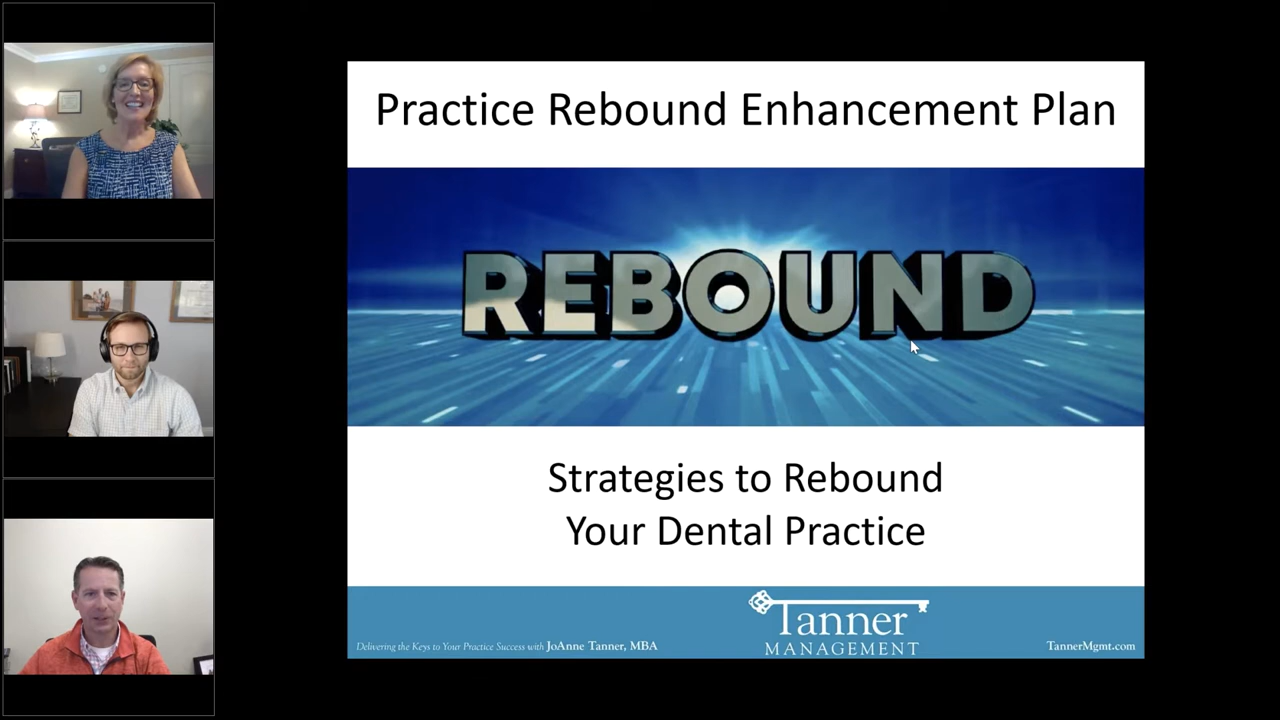 Practice Rebound Enhancement Plan
REBOUND
Strategies to Rebound
Your Dental Practice
Delivering the Keys to Your Practice Success with JoAnne Tanner, MBA
Tanner
MANAGEMENT
TannerMgmt.com